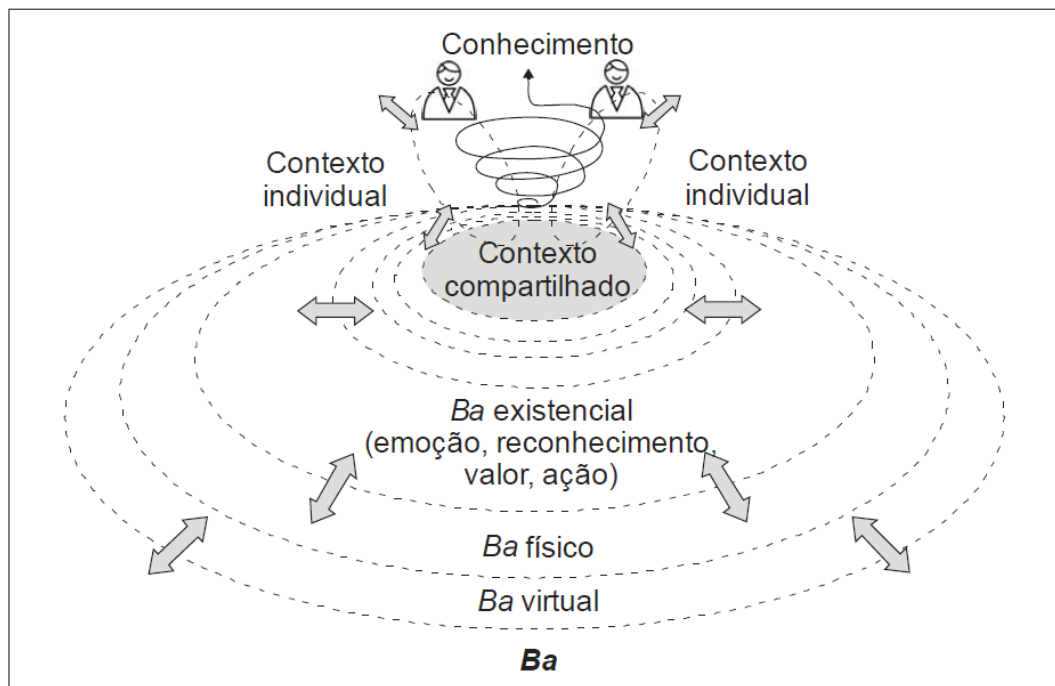 Conhecimento
Contexto
individual
Contexto
individual
Contexto
compartilhado
Ba existencial
(emoção, reconhecimento,
valor, ação)
Ba físico
Ba virtual
Ba